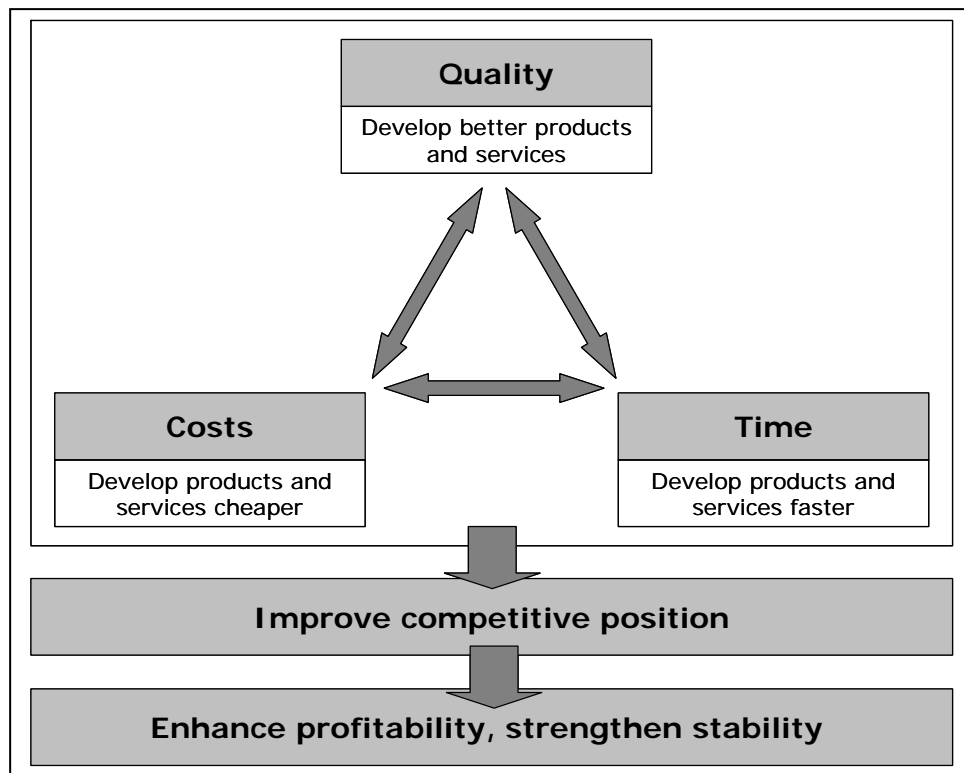 Quality
Develop better products
and services
Costs
Develop products and
services cheaper
Time
Develop products and
services faster
Improve competitive position
Enhance profitability, strengthen stability